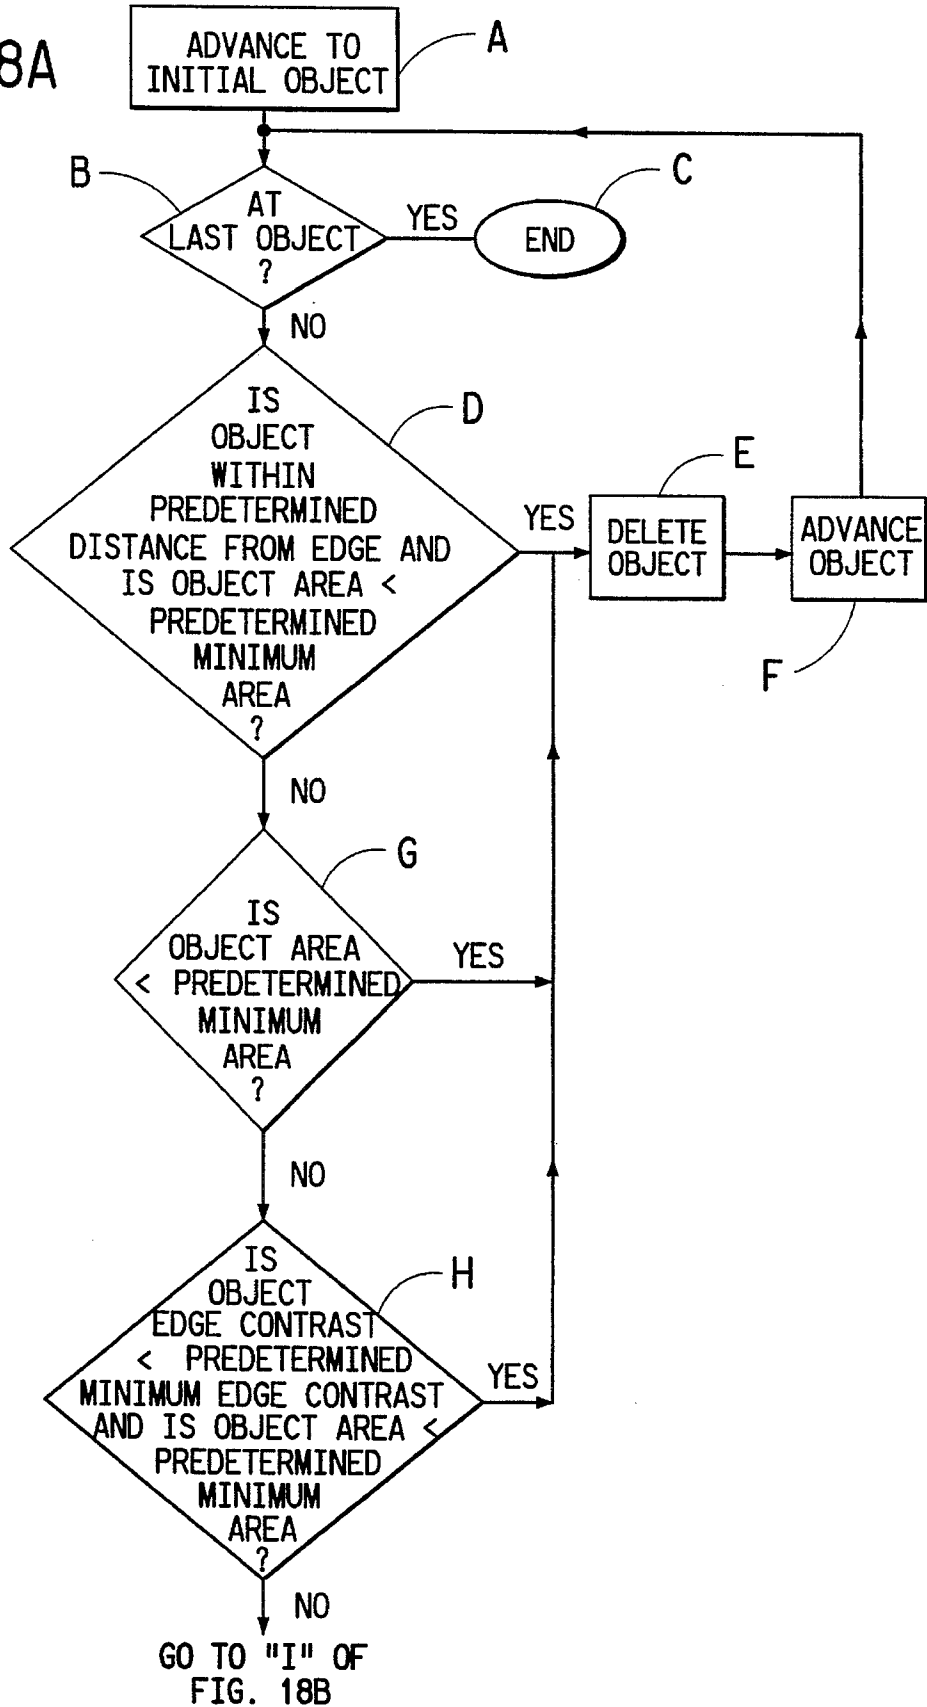 8A
ADVANCE TO
INITIAL OBJECT
A
B
AT
LAST OBJECT
?
YES
C
END
NO
D
IS
OBJECT
WITHIN
PREDETERMINED
DISTANCE FROM EDGE AND
IS OBJECT AREA <
PREDETERMINED
MINIMUM
AREA
?
YES
E
DELETE
OBJECT
ADVANCE
OBJECT
F
NO
G
IS
OBJECT AREA
< PREDETERMINED
MINIMUM
AREA
?
YES
NO
H
IS
OBJECT
EDGE CONTRAST
< PREDETERMINED
MINIMUM EDGE CONTRAST
AND IS OBJECT AREA <
PREDETERMINED
MINIMUM
AREA
?
YES
NO
GO TO "I" OF
FIG. 18B